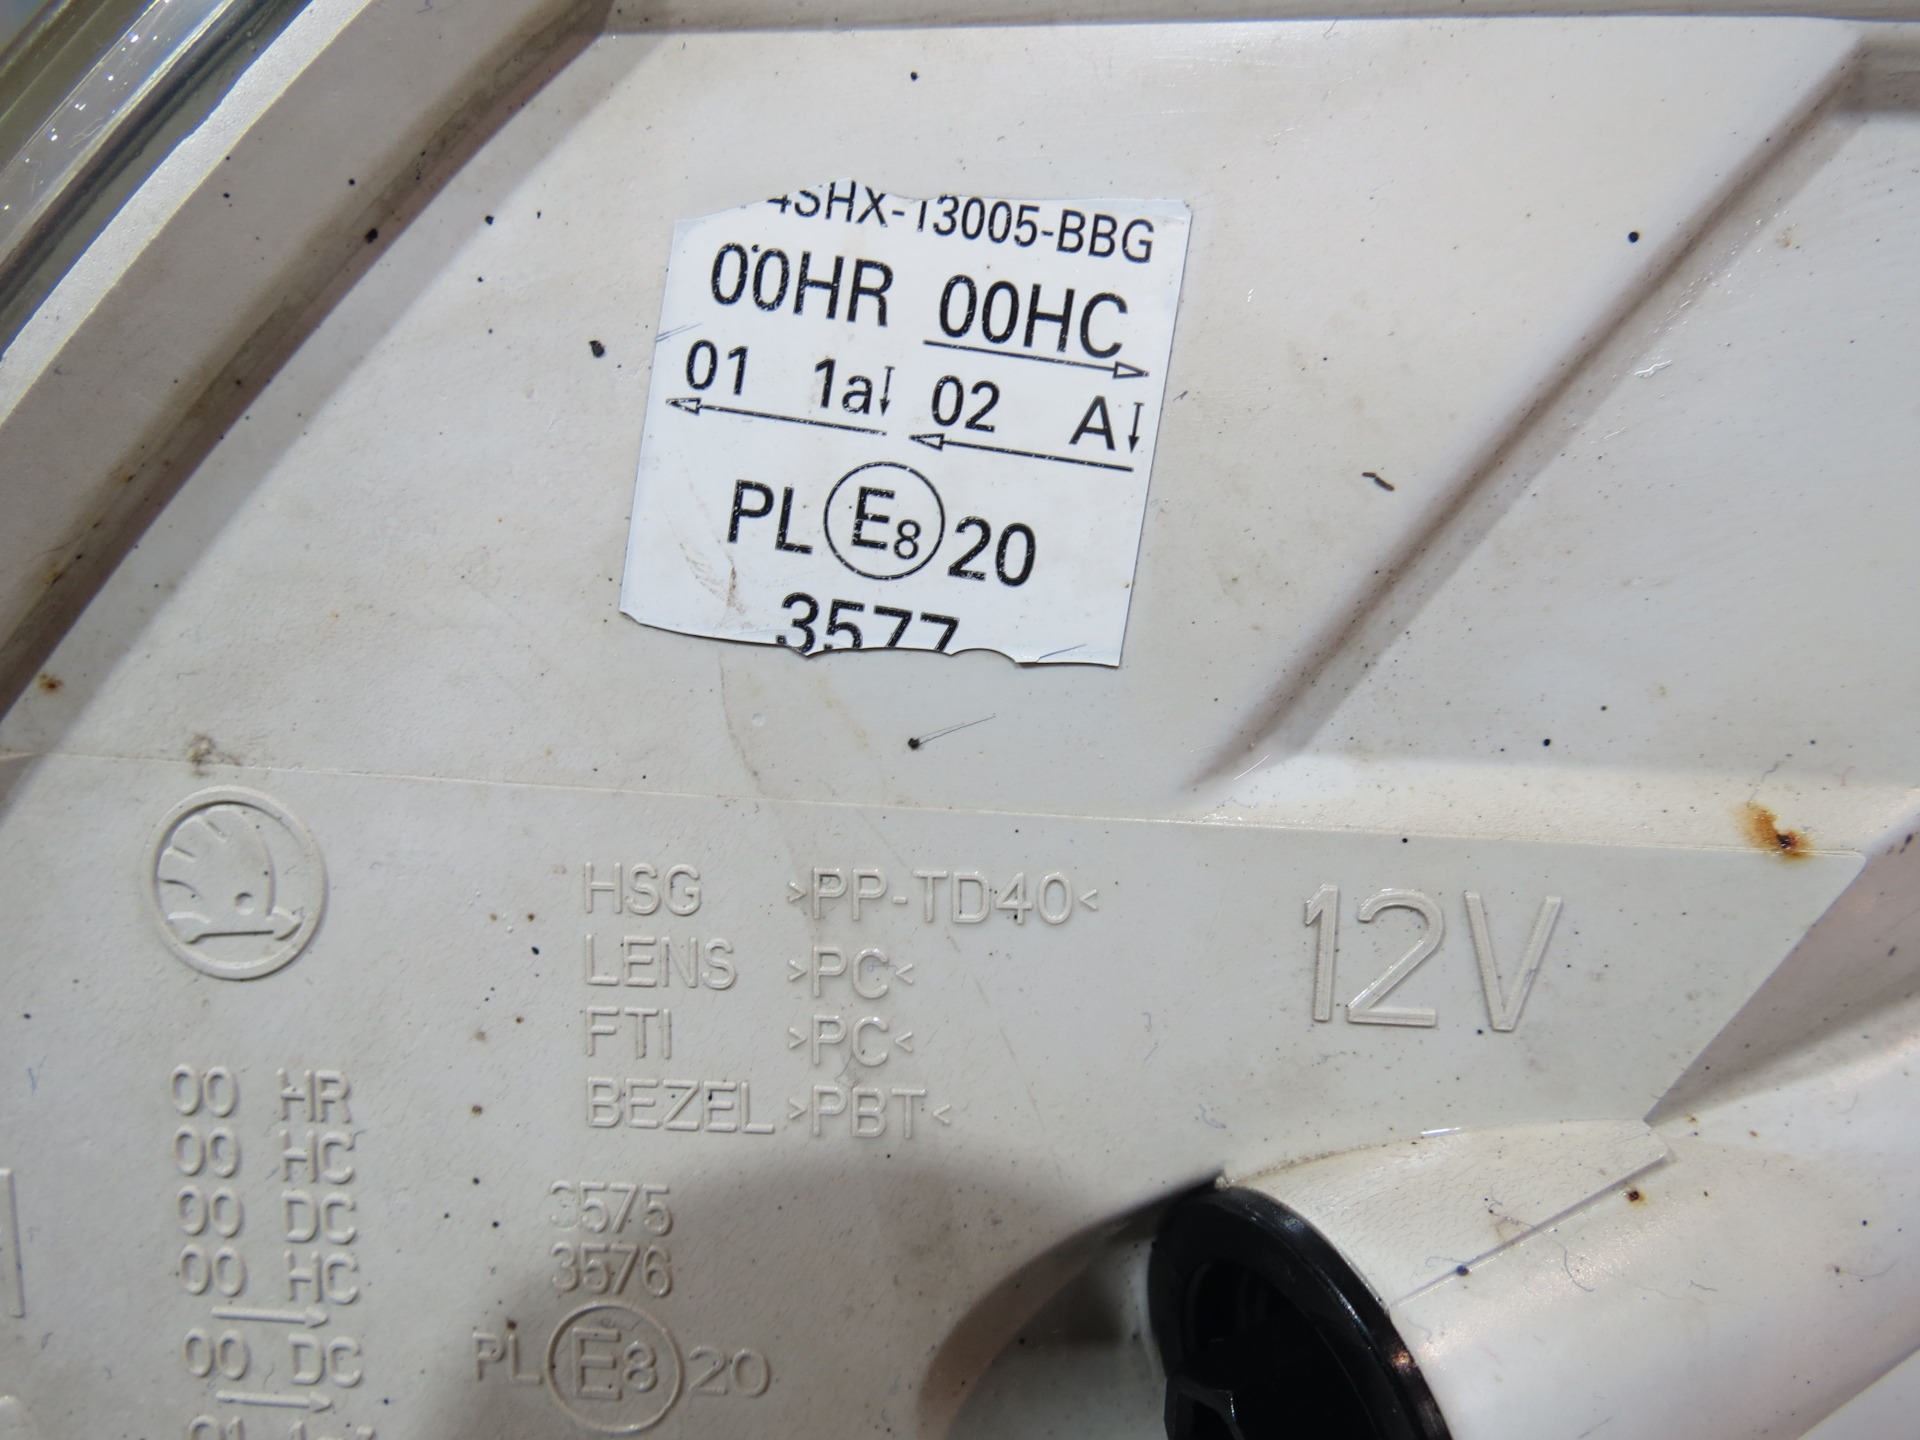 4SHX-13005-BBG
00HR 00HC
01 1a 02 A
PL E8 20
3577
HSG >PP-TD40<
LENS >PC<
FTI >PC<
BEZEL >PBT<
12V
00 HR
00 HC
00 DC
00 HC
00 DC
01
3575
3576
PL E8 20